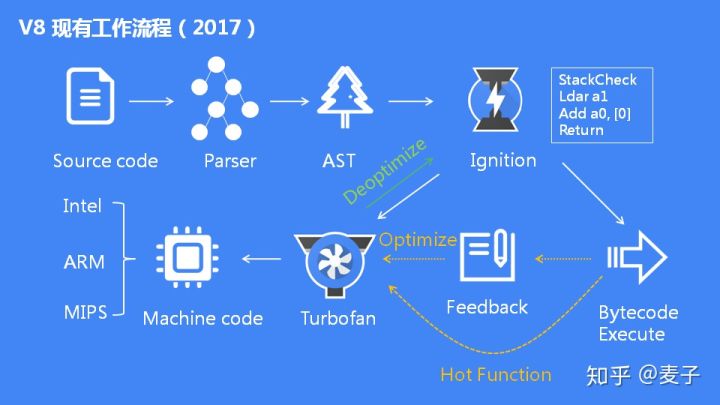 V8 现有工作流程（2017）
StackCheck
Ldar a1
Add a0, [0]
Return
Source code
Parser
AST
Ignition
Deoptimize
Intel
ARM
MIPS
Machine code
Turbofan
Optimize
Feedback
Bytecode
Execute
Hot Function
知乎 @麦子